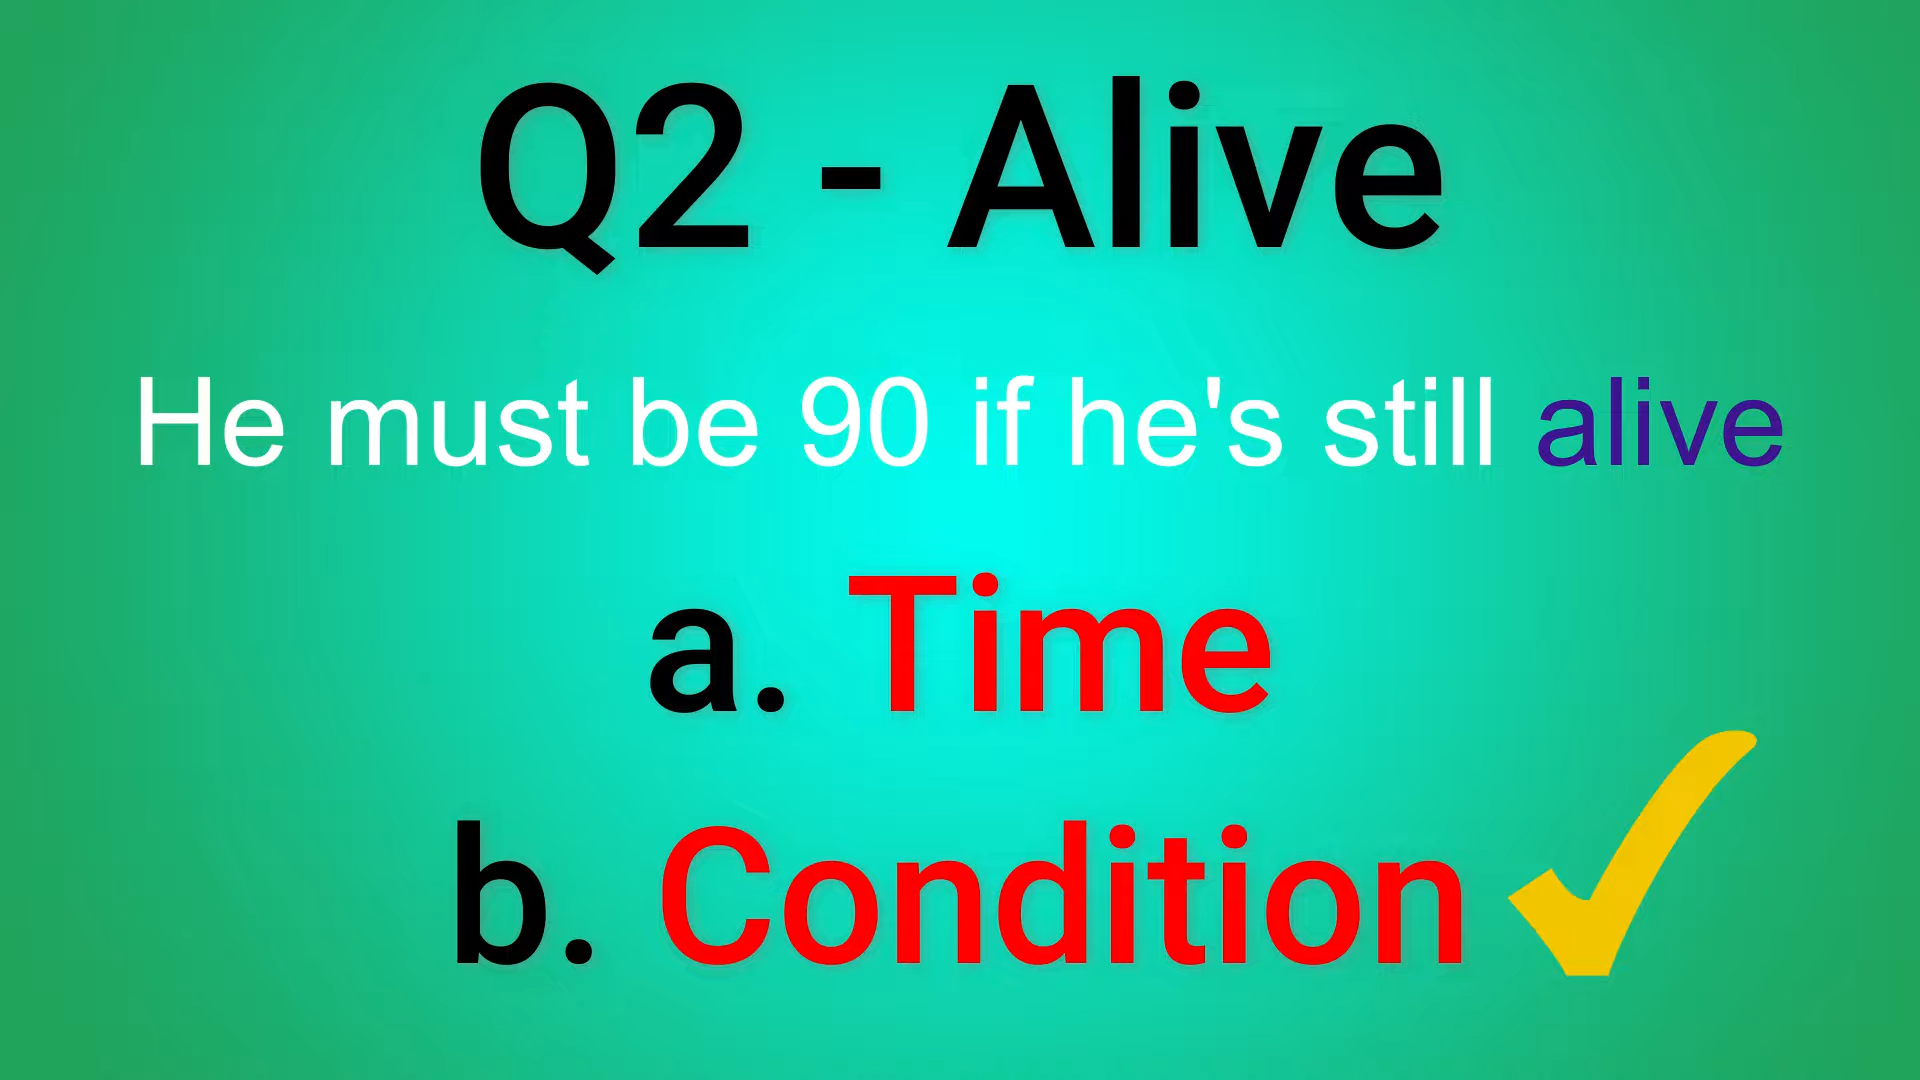 Q2 - Alive
He must be 90 if he's still alive
a. Time
b. Condition